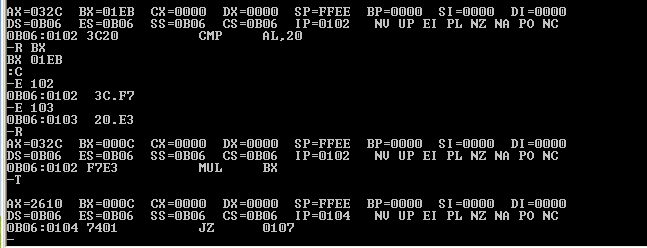 AX=032C  BX=01EB  CX=0000  DX=0000  SP=FFEE  BP=0000  SI=0000  DI=0000
DS=0B06  ES=0B06  SS=0B06  CS=0B06  IP=0102   NV UP EI PL NZ NA PO NC
0B06:0102 3C20          CMP     AL,20
-R BX
BX 01EB
:C
-E 102
0B06:0102  3C.F7
-E 103
0B06:0103  20.E3
-R
AX=032C  BX=000C  CX=0000  DX=0000  SP=FFEE  BP=0000  SI=0000  DI=0000
DS=0B06  ES=0B06  SS=0B06  CS=0B06  IP=0102   NV UP EI PL NZ NA PO NC
0B06:0102 F7E3          MUL     BX
-T
AX=2610  BX=000C  CX=0000  DX=0000  SP=FFEE  BP=0000  SI=0000  DI=0000
DS=0B06  ES=0B06  SS=0B06  CS=0B06  IP=0104   NV UP EI PL NZ NA PO NC
0B06:0104 7401          JZ      0107
-